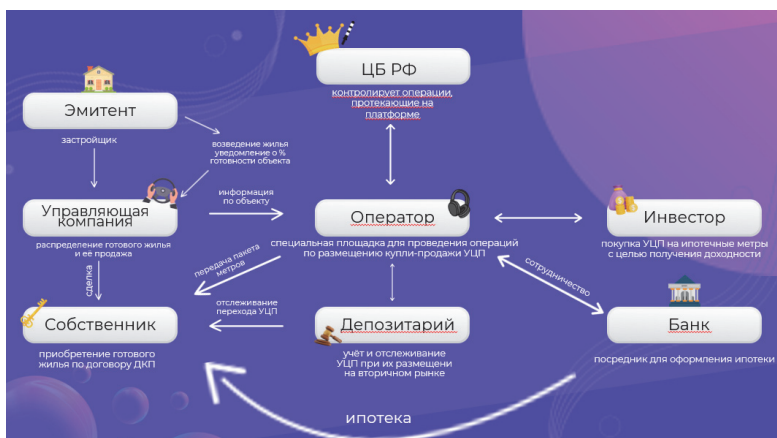 ЦБ РФ
контролирует операции,
протекающие на
платформе
Эмитент
застройщик
возведение жилья
уведомление о %
готовности объекта
Управляющая
компания
распределение готового жилья
и её продажа
информация
по объекту
Оператор
специальная площадка для проведения операций
по размещению купли-продажи УЦП
Инвестор
покупка УЦП на ипотечные метры
с целью получения доходности
сделка
передача пакета
метров
сотрудничество
Собственник
приобретение готового
жилья по договору ДКП
отслеживание
перехода УЦП
Депозитарий
учёт и отслеживание
УЦП при их размещени
на вторичном рынке
Банк
посредник для оформления ипотеки
ипотека